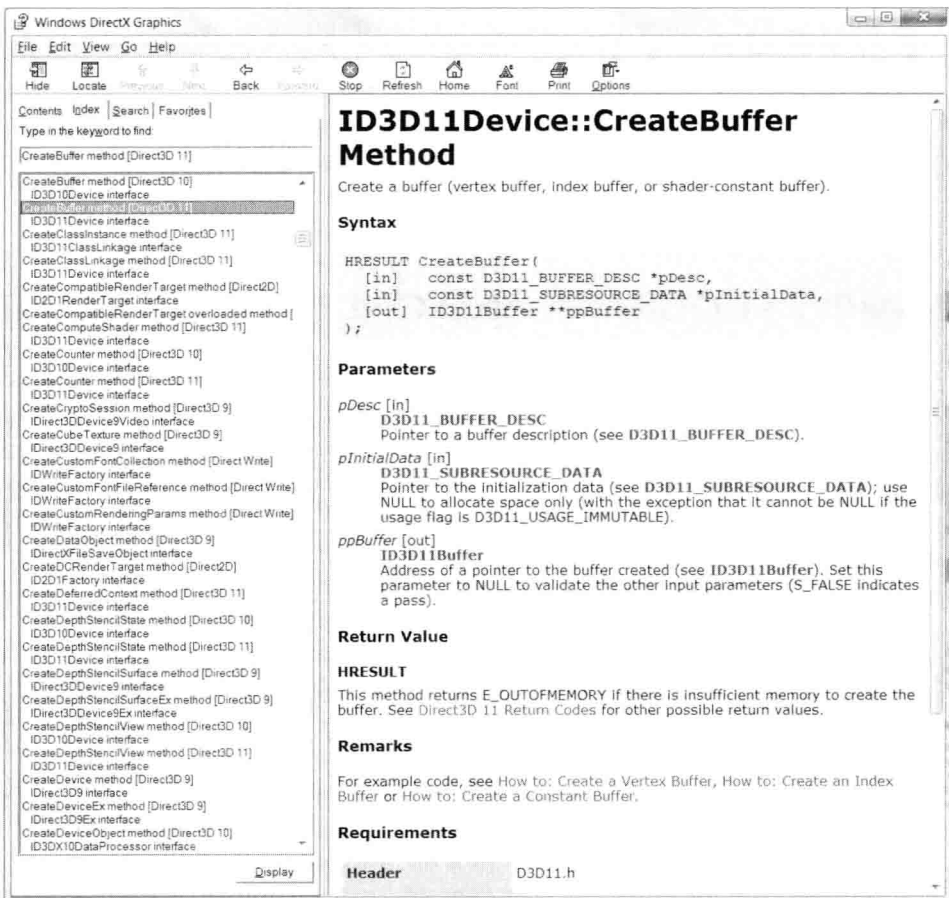 Windows DirectX Graphics
File Edit View Go Help
Hide Locate Previous Next Back Forward Stop Refresh Home Font Print Options
Contents Index Search Favorites
Type in the keyword to find:
CreateBuffer method [Direct3D 11]
CreateBuffer method [Direct3D 10]
ID3D10Device interface
CreateBuffer method [Direct3D 11]
ID3D11Device interface
CreateClassInstance method [Direct3D 11]
ID3D11ClassLinkage interface
CreateClassLinkage method [Direct3D 11]
ID3D11Device interface
CreateCompatibleRenderTarget method [Direct2D]
ID2D1RenderTarget interface
CreateCompatibleRenderTarget overloaded method [
CreateComputeShader method [Direct3D 11]
ID3D11Device interface
CreateCounter method [Direct3D 10]
ID3D10Device interface
CreateCounter method [Direct3D 11]
ID3D11Device interface
CreateCryptoSession method [Direct3D 9]
IDirect3DDevice9Video interface
CreateCubeTexture method [Direct3D 9]
IDirect3DDevice9 interface
CreateCustomFontCollection method [DirectWrite]
IDWriteFactory interface
CreateCustomFontFileReference method [DirectWrite]
IDWriteFactory interface
CreateCustomRenderingParams method [DirectWrite]
IDWriteFactory interface
CreateDataObject method [Direct3D 9]
IDirectXFileSaveObject interface
CreateDCRenderTarget method [Direct2D]
ID2D1Factory interface
CreateDeferredContext method [Direct3D 11]
ID3D11Device interface
CreateDepthStencilState method [Direct3D 10]
ID3D10Device interface
CreateDepthStencilState method [Direct3D 11]
ID3D11Device interface
CreateDepthStencilSurface method [Direct3D 9]
IDirect3DDevice9 interface
CreateDepthStencilSurfaceEx method [Direct3D 9]
IDirect3DDevice9Ex interface
CreateDepthStencilView method [Direct3D 10]
ID3D10Device interface
CreateDepthStencilView method [Direct3D 11]
ID3D11Device interface
CreateDevice method [Direct3D 9]
IDirect3D9 interface
CreateDeviceEx method [Direct3D 9]
IDirect3D9Ex interface
CreateDeviceObject method [Direct3D 10]
ID3DX10DataProcessor interface
Display
ID3D11Device::CreateBuffer
Method
Create a buffer (vertex buffer, index buffer, or shader-constant buffer).
Syntax
HRESULT CreateBuffer(
[in] const D3D11_BUFFER_DESC *pDesc,
[in] const D3D11_SUBRESOURCE_DATA *pInitialData,
[out] ID3D11Buffer **ppBuffer
);
Parameters
pDesc [in]
D3D11_BUFFER_DESC
Pointer to a buffer description (see D3D11_BUFFER_DESC).
pInitialData [in]
D3D11_SUBRESOURCE_DATA
Pointer to the initialization data (see D3D11_SUBRESOURCE_DATA); use
NULL to allocate space only (with the exception that it cannot be NULL if the
usage flag is D3D11_USAGE_IMMUTABLE).
ppBuffer [out]
ID3D11Buffer
Address of a pointer to the buffer created (see ID3D11Buffer). Set this
parameter to NULL to validate the other input parameters (S_FALSE indicates
a pass).
Return Value
HRESULT
This method returns E_OUTOFMEMORY if there is insufficient memory to create the
buffer. See Direct3D 11 Return Codes for other possible return values.
Remarks
For example code, see How to: Create a Vertex Buffer, How to: Create an Index
Buffer or How to: Create a Constant Buffer.
Requirements
Header D3D11.h